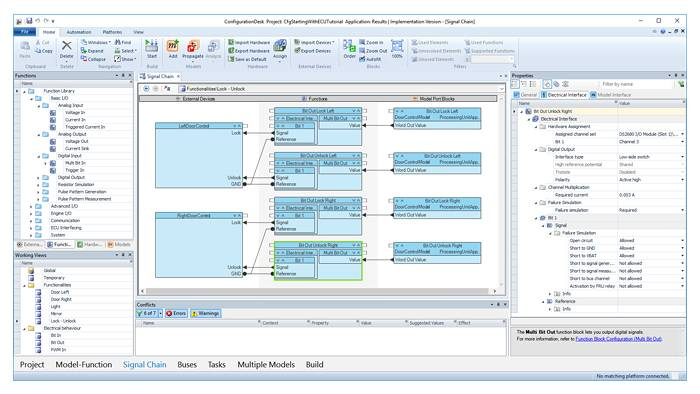 ConfigurationDesk Project: CfgStartingWithECUTutorial Application: Results | Implementation Version - [Signal Chain]
File Home Automation View
Cut
Copy
Paste
Delete
Windows Find
Expand Select
Collapse Show
Start
Add Propagate Analyze
Import Hardware
Export Hardware
Save as Default
Assign
Import Devices
Export Devices
Order
Zoom In
Zoom Out
Autofit
100%
Used Elements
Unused Elements
Used Functions
Supported Functions
Clipboard Delete Navigation Build Models Hardware External Devices Layout Filters
Functions
Name
Function Library
Basic I/O
Analog Input
Voltage In
Current In
Triggered Current In
Analog Output
Voltage Out
Current Sink
Digital Input
Multi Bit In
Trigger In
Digital Output
Resistor Simulation
Pulse Pattern Generation
Pulse Pattern Measurement
Advanced I/O
Engine I/O
Communication
ECU Interfacing
System
Externa... Functi... Hardw... Models
Working Views
Name
Global
Temporary
Functionalities
Door Left
Door Right
Light
Mirror
Lock - Unlock
Electrical behaviour
Bit In
Bit Out
PWM In
Signal Chain
Functionalities\Lock - Unlock
External Devices Functions Model Port Blocks
LeftDoorControl
Lock
Unlock
GND
RightDoorControl
Lock
Unlock
GND
Bit Out Lock Left
Electrical Inte... Multi Bit Out
Bit 1 Value
Signal
Reference
Bit Out Lock Left
DoorControlModel ProcessingUnitApp...
Word Out Value
Bit Out Unlock Left
Electrical Inte... Multi Bit Out
Bit 1 Value
Signal
Reference
Bit Out Unlock Left
DoorControlModel ProcessingUnitApp...
Word Out Value
Bit Out Lock Right
Electrical Inte... Multi Bit Out
Bit 1 Value
Signal
Reference
Bit Out Lock Right
DoorControlModel ProcessingUnitApp...
Word Out Value
Bit Out Unlock Right
Electrical Inte... Multi Bit Out
Bit 1 Value
Signal
Reference
Bit Out Unlock Right
DoorControlModel ProcessingUnitApp...
Word Out Value
Conflicts
6 of 7 Errors Warnings
Name Context Property Value Suggested Values Effect
Properties
Filter by name
General Electrical Interface Model Interface
Name Value
Bit Out Unlock Right
Electrical Interface
Hardware Assignment
Assigned channel set DS2680 I/O Module (Slot 1)\...
Bit 1 Channel 3
Digital Output
Interface type Low-side switch
High reference potential Shared
Tristate Disabled
Polarity Active high
Channel Multiplication
Required current 0.003 A
Failure Simulation
Failure simulation Required
Bit 1
Signal
Failure Simulation
Open circuit Allowed
Short to GND Allowed
Short to VBAT Allowed
Short to signal gener... Not allowed
Short to signal measu... Not allowed
Short to bus channel Not allowed
Activation by FRU relay Not allowed
Info
Reference
Info
The Multi Bit Out function block lets you output digital signals.
For more information, refer to Function Block Configuration (Multi Bit Out).
Project Model-Function Signal Chain Buses Tasks Multiple Models Build
No matching platform connected.